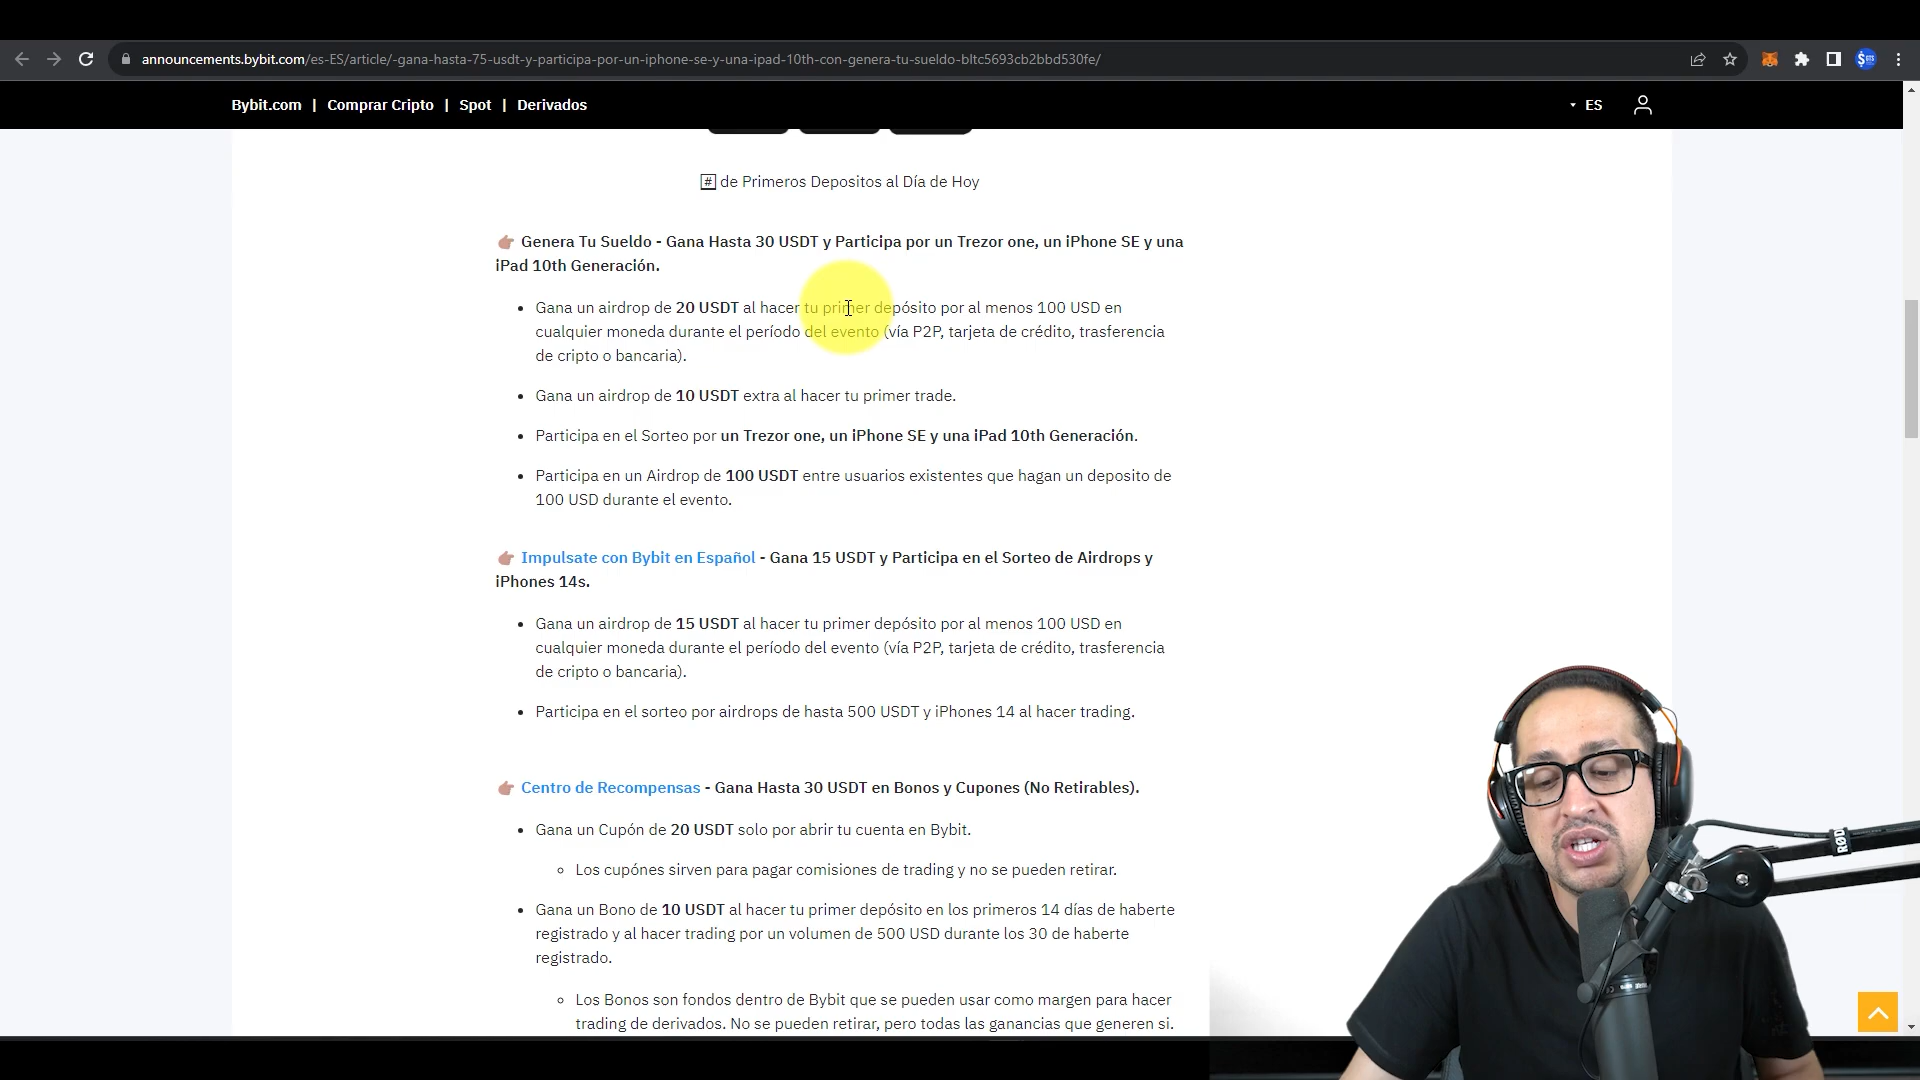 announcements.bybit.com/es-ES/article/-gana-hasta-75-usdt-y-participa-por-un-iphone-se-y-una-ipad-10th-con-genera-tu-sueldo-bltc5693cb2bbd530fe/
Bybit.com | Comprar Cripto | Spot | Derivados
ES
# de Primeros Depositos al Día de Hoy
👉🏽 Genera Tu Sueldo - Gana Hasta 30 USDT y Participa por un Trezor one, un iPhone SE y una
iPad 10th Generación.
• Gana un airdrop de 20 USDT al hacer tu primer depósito por al menos 100 USD en
cualquier moneda durante el período del evento (vía P2P, tarjeta de crédito, trasferencia
de cripto o bancaria).
• Gana un airdrop de 10 USDT extra al hacer tu primer trade.
• Participa en el Sorteo por un Trezor one, un iPhone SE y una iPad 10th Generación.
• Participa en un Airdrop de 100 USDT entre usuarios existentes que hagan un deposito de
100 USD durante el evento.
👉🏽 Impulsate con Bybit en Español - Gana 15 USDT y Participa en el Sorteo de Airdrops y
iPhones 14s.
• Gana un airdrop de 15 USDT al hacer tu primer depósito por al menos 100 USD en
cualquier moneda durante el período del evento (vía P2P, tarjeta de crédito, trasferencia
de cripto o bancaria).
• Participa en el sorteo por airdrops de hasta 500 USDT y iPhones 14 al hacer trading.
👉🏽 Centro de Recompensas - Gana Hasta 30 USDT en Bonos y Cupones (No Retirables).
• Gana un Cupón de 20 USDT solo por abrir tu cuenta en Bybit.
◦ Los cupónes sirven para pagar comisiones de trading y no se pueden retirar.
• Gana un Bono de 10 USDT al hacer tu primer depósito en los primeros 14 días de haberte
registrado y al hacer trading por un volumen de 500 USD durante los 30 de haberte
registrado.
◦ Los Bonos son fondos dentro de Bybit que se pueden usar como margen para hacer
trading de derivados. No se pueden retirar, pero todas las ganancias que generen si.